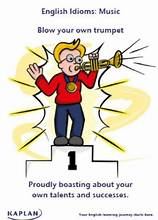 English Idioms: Music
Blow your own trumpet
1
Proudly boasting about your
own talents and successes.
KAPLAN
Your English learning journey starts here.